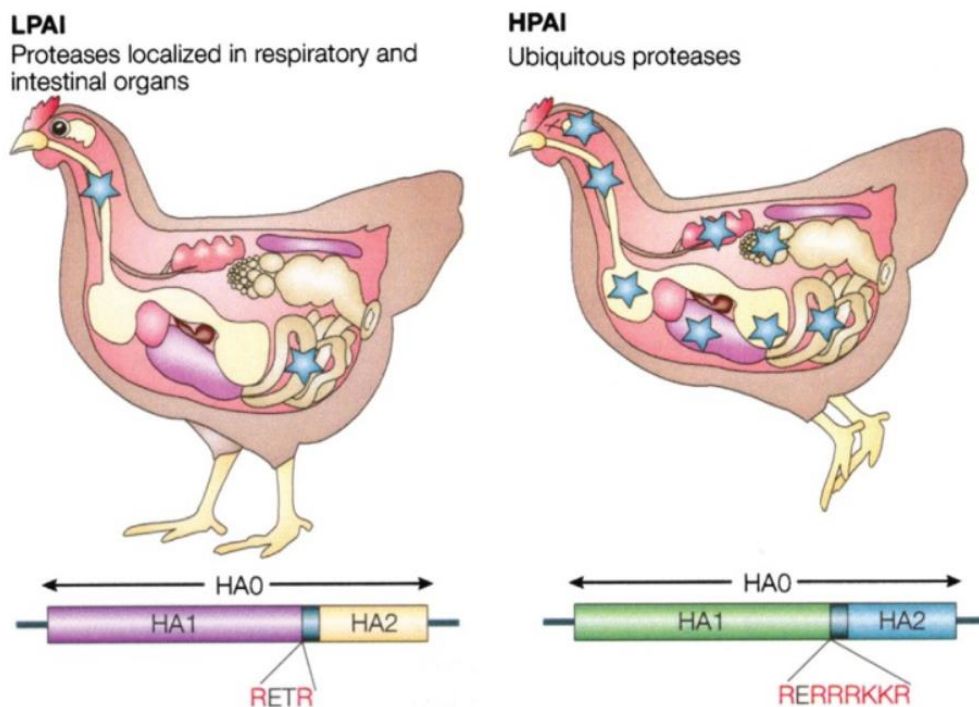 LPAI
Proteases localized in respiratory and
intestinal organs
HPAI
Ubiquitous proteases
HA0
HA1
HA2
RETR
HA0
HA1
HA2
RERRRKKR